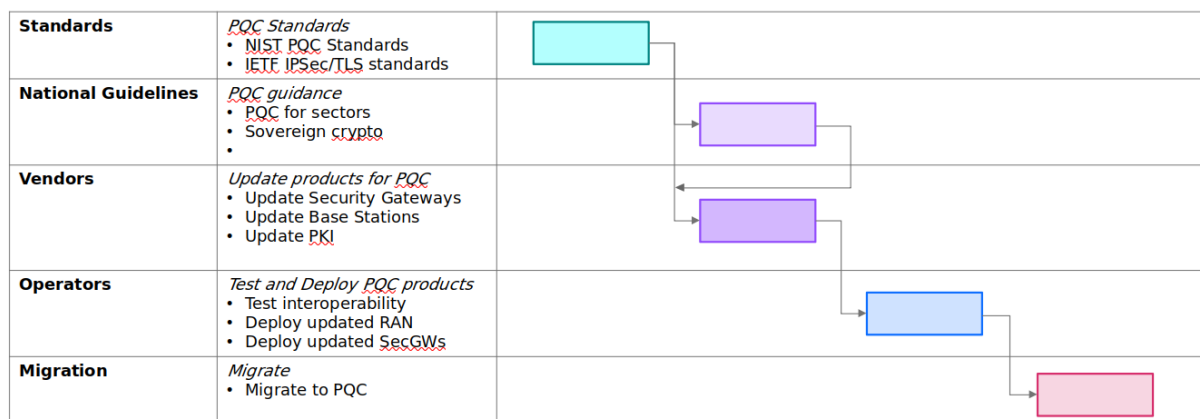 Standards
PQC Standards
• NIST PQC Standards
• IETF IPSec/TLS standards
National Guidelines
PQC guidance
• PQC for sectors
• Sovereign crypto
•
Vendors
Update products for PQC
• Update Security Gateways
• Update Base Stations
• Update PKI
Operators
Test and Deploy PQC products
• Test interoperability
• Deploy updated RAN
• Deploy updated SecGWs
Migration
Migrate
• Migrate to PQC